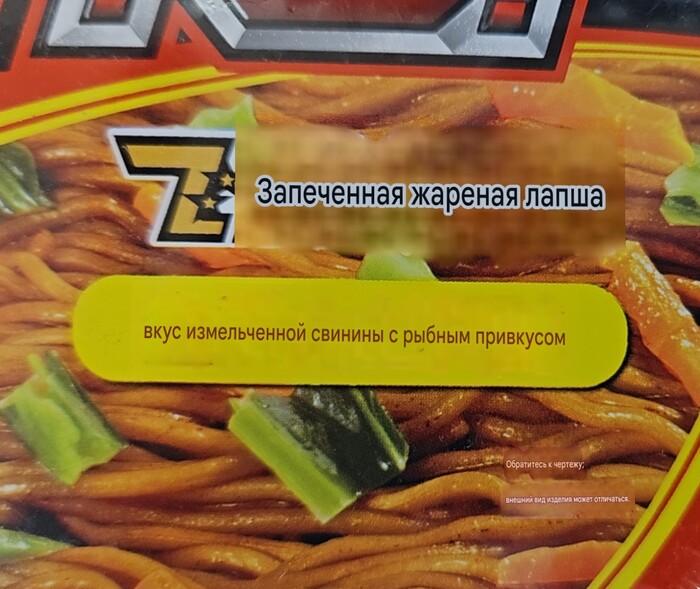 Z
Запеченная жареная лапша
вкус измельченной свинины с рыбным привкусом
Обратитесь к чертежу;
внешний вид изделия может отличаться.